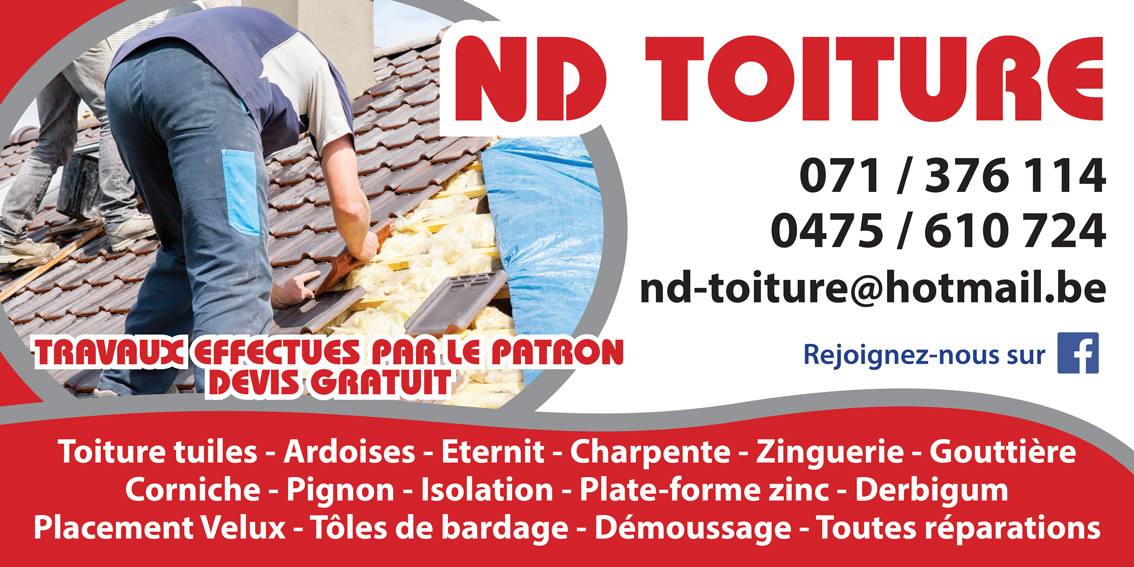 ND TOITURE
071 / 376 114
0475 / 610 724
nd-toiture@hotmail.be
Rejoignez-nous sur f
TRAVAUX EFFECTUES PAR LE PATRON
DEVIS GRATUIT
Toiture tuiles - Ardoises - Eternit - Charpente - Zinguerie - Gouttière
Corniche - Pignon - Isolation - Plate-forme zinc - Derbigum
Placement Velux - Tôles de bardage - Démoussage - Toutes réparations